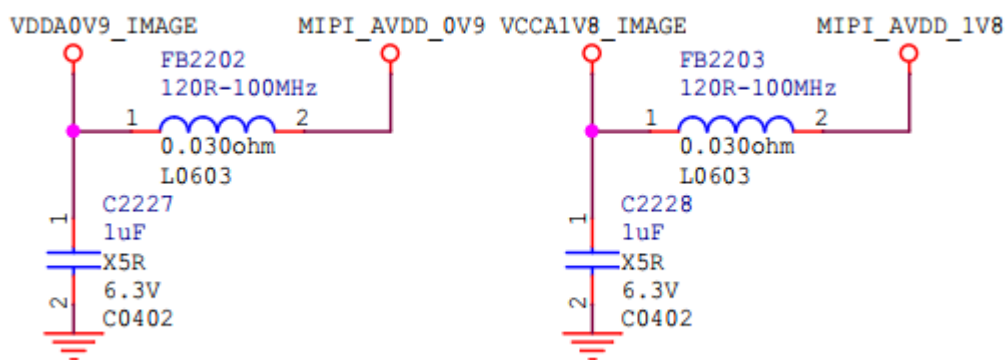 VDDA0V9_IMAGE
MIPI_AVDD_0V9
FB2202
120R-100MHz
1
2
0.030ohm
L0603
C2227
1
1uF
X5R
6.3V
2
C0402
VCCA1V8_IMAGE
MIPI_AVDD_1V8
FB2203
120R-100MHz
1
2
0.030ohm
L0603
C2228
1
1uF
X5R
6.3V
2
C0402